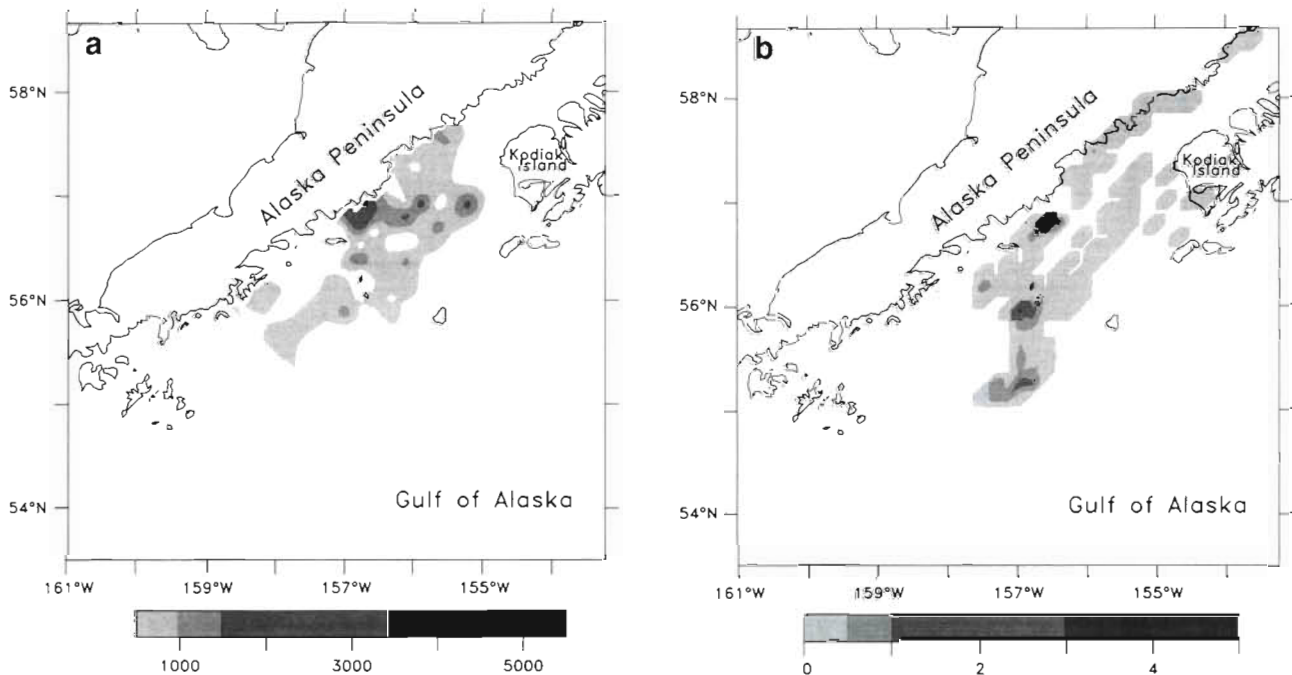 a
58°N
Alaska Peninsula
Kodiak
Island
56°N
Gulf of Alaska
54°N
161°W 159°W 157°W 155°W
1000 3000 5000
b
58°N
Alaska Peninsula
Kodiak
Island
56°N
Gulf of Alaska
54°N
161°W 159°W 157°W 155°W
0 2 4